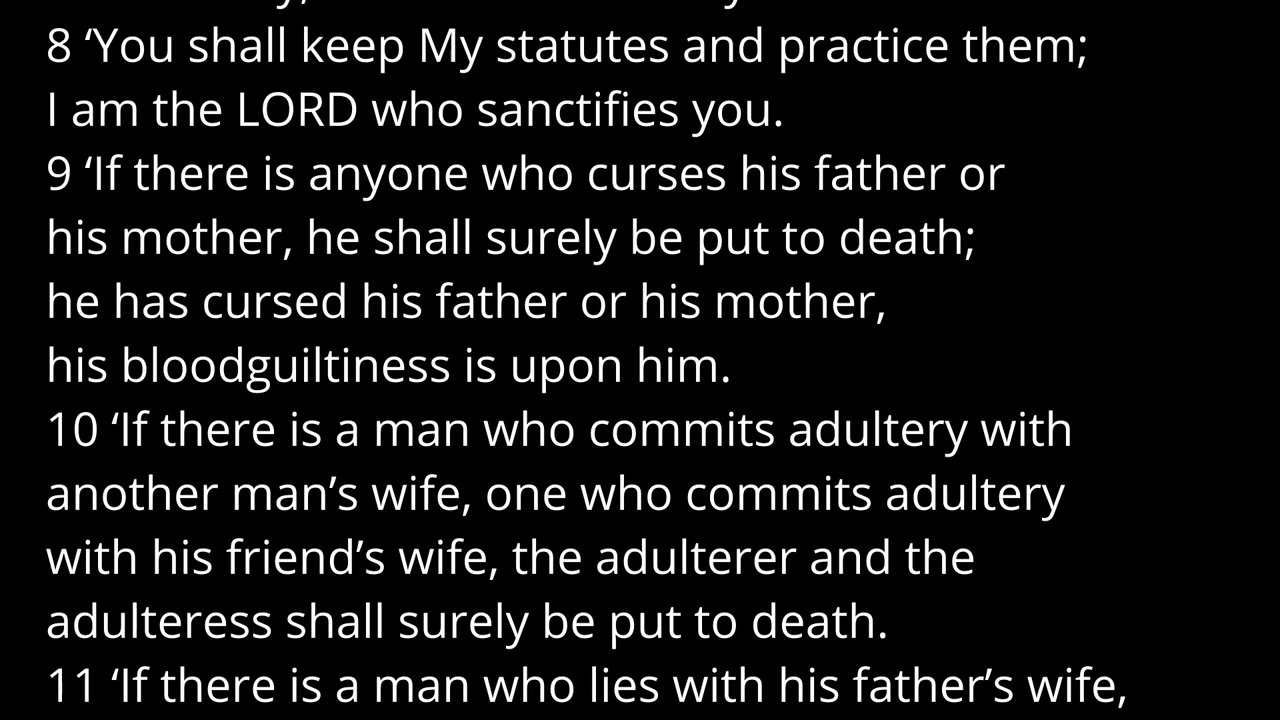 8 ‘You shall keep My statutes and practice them;
I am the LORD who sanctifies you.
9 ‘If there is anyone who curses his father or
his mother, he shall surely be put to death;
he has cursed his father or his mother,
his bloodguiltiness is upon him.
10 ‘If there is a man who commits adultery with
another man’s wife, one who commits adultery
with his friend’s wife, the adulterer and the
adulteress shall surely be put to death.
11 ‘If there is a man who lies with his father’s wife,